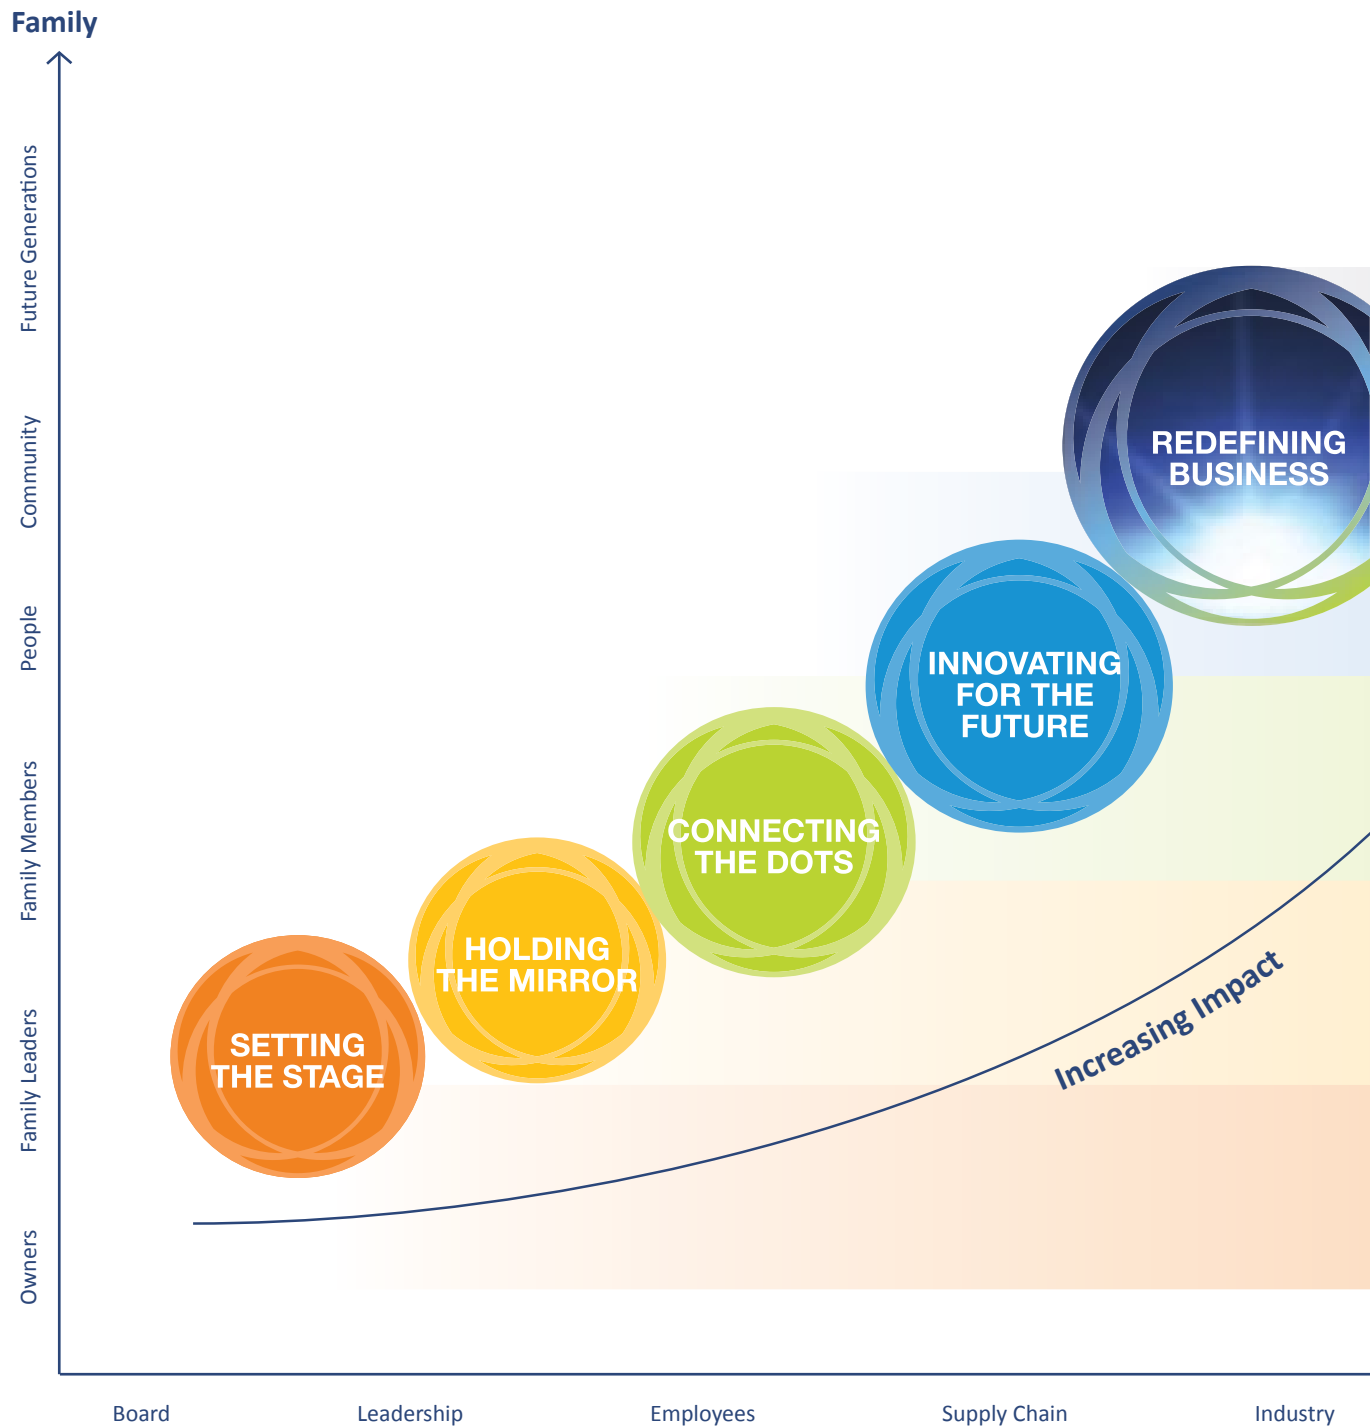 Family
Future Generations
Community
People
Family Members
Family Leaders
Owners
REDEFINING
BUSINESS
INNOVATING
FOR THE
FUTURE
CONNECTING
THE DOTS
HOLDING
THE MIRROR
SETTING
THE STAGE
Increasing Impact
Board
Leadership
Employees
Supply Chain
Industry